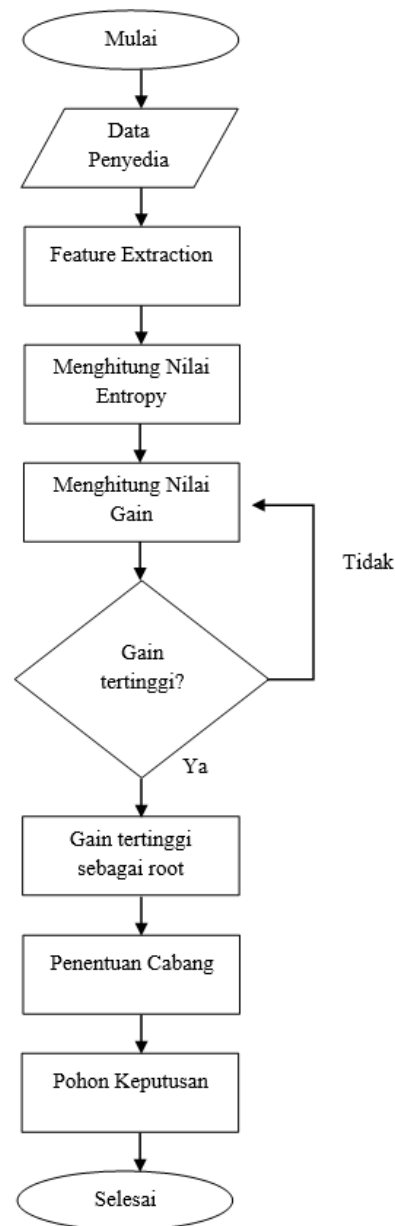 Mulai
Data
Penyedia
Feature Extraction
Menghitung Nilai
Entropy
Menghitung Nilai
Gain
Tidak
Gain
tertinggi?
Ya
Gain tertinggi
sebagai root
Penentuan Cabang
Pohon Keputusan
Selesai